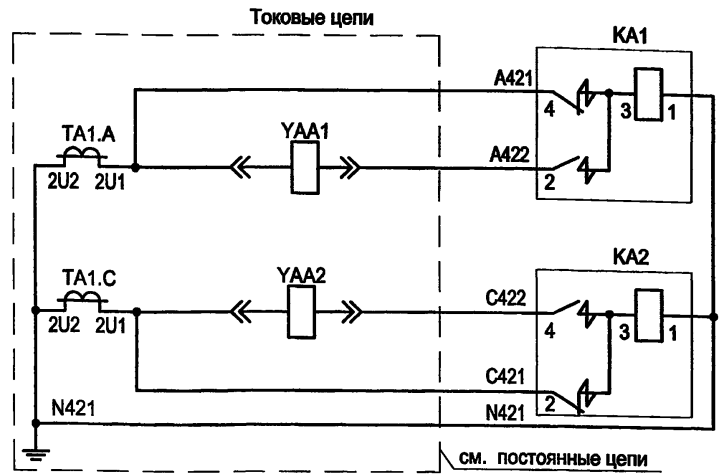 Токовые цепи
KA1
A421
4
3
1
TA1.A
YAA1
2U2
2U1
A422
2
TA1.C
YAA2
KA2
C422
2U2
2U1
4
3
1
C421
2
N421
N421
см. постоянные цепи